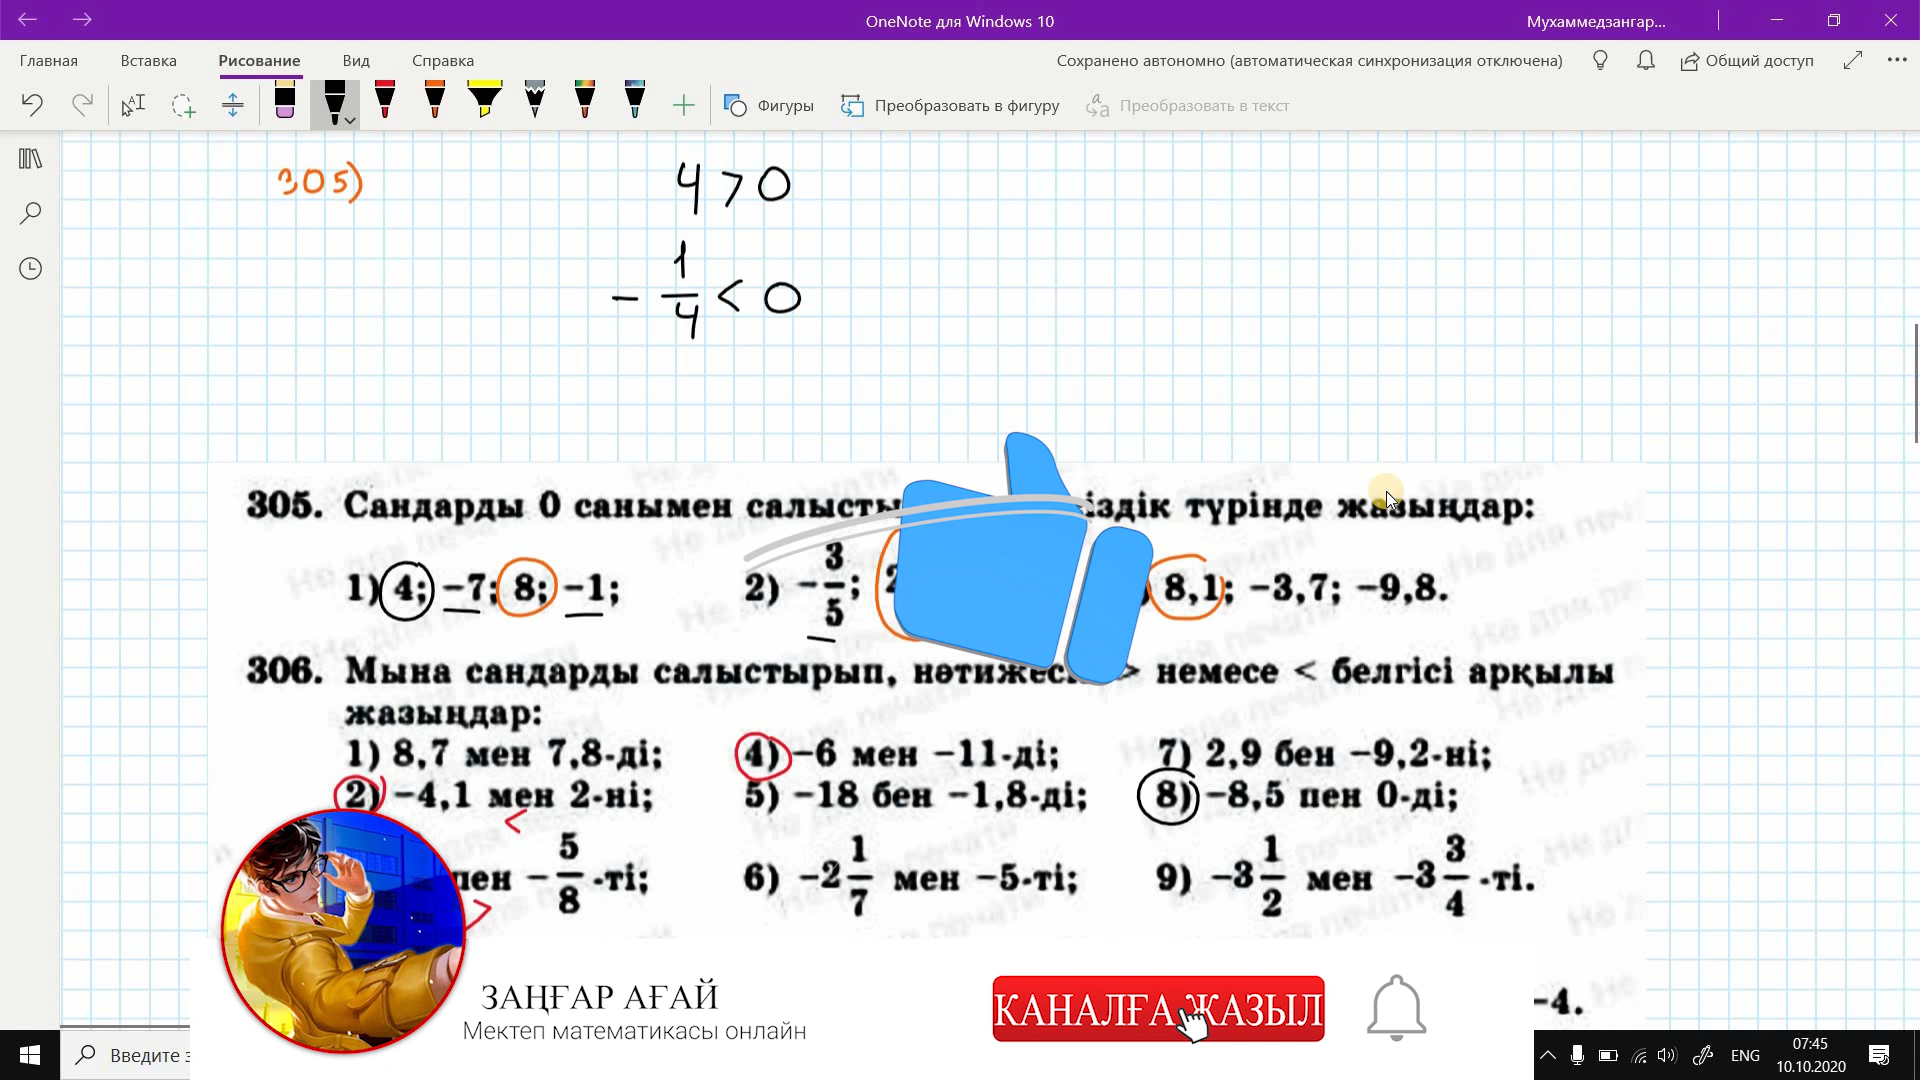 OneNote для Windows 10
Мухаммедзангар...
Главная Вставка Рисование Вид Справка
Сохранено автономно (автоматическая синхронизация отключена) Общий доступ
Фигуры Преобразовать в фигуру Преобразовать в текст
305) 4 > 0
- 1/4 < 0
305. Сандарды 0 санымен түрінде жазыңдар:
1) 4; -7; 8; -1; 2) -3/5; 8,1; -3,7; -9,8.
306. Мына сандарды салыстырып, > немесе < белгісі арқылы
жазыңдар:
1) 8,7 мен 7,8-ді; 4) -6 мен -11-ді; 7) 2,9 бен -9,2-ні;
2) -4,1 мен 2-ні; 5) -18 бен -1,8-ді; 8) -8,5 пен 0-ді;
<
пен -5/8-ті; 6) -2 1/7 мен -5-ті; 9) -3 1/2 мен -3 3/4-ті.
>
ЗАҢҒАР АҒАЙ
Мектеп математикасы онлайн
КАНАЛҒА ЖАЗЫЛ
-4.
Введите
ENG
07:45
10.10.2020